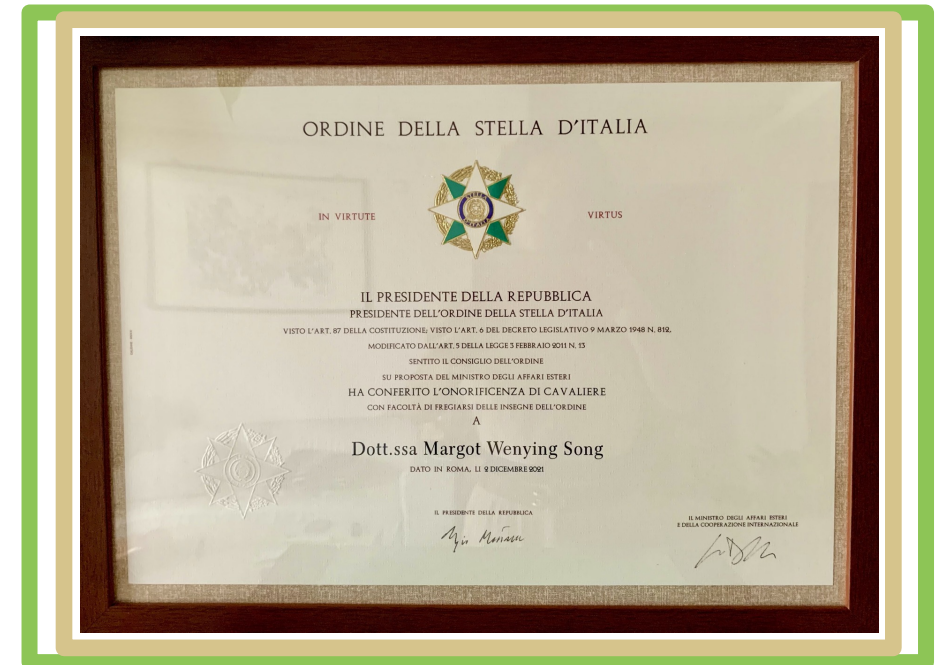 ORDINE DELLA STELLA D'ITALIA
STELLA
D'ITALIA
IN VIRTUTE
VIRTUS
IL PRESIDENTE DELLA REPUBBLICA
PRESIDENTE DELL'ORDINE DELLA STELLA D'ITALIA
VISTO L'ART. 87 DELLA COSTITUZIONE; VISTO L'ART. 6 DEL DECRETO LEGISLATIVO 9 MARZO 1948 N. 812,
MODIFICATO DALL'ART. 5 DELLA LEGGE 3 FEBBRAIO 2011 N. 13
SENTITO IL CONSIGLIO DELL'ORDINE
SU PROPOSTA DEL MINISTRO DEGLI AFFARI ESTERI
HA CONFERITO L'ONORIFICENZA DI CAVALIERE
CON FACOLTÀ DI FREGIARSI DELLE INSEGNE DELL'ORDINE
A
Dott.ssa Margot Wenying Song
DATO IN ROMA, LI 2 DICEMBRE 2021
IL PRESIDENTE DELLA REPUBBLICA
IL MINISTRO DEGLI AFFARI ESTERI
E DELLA COOPERAZIONE INTERNAZIONALE